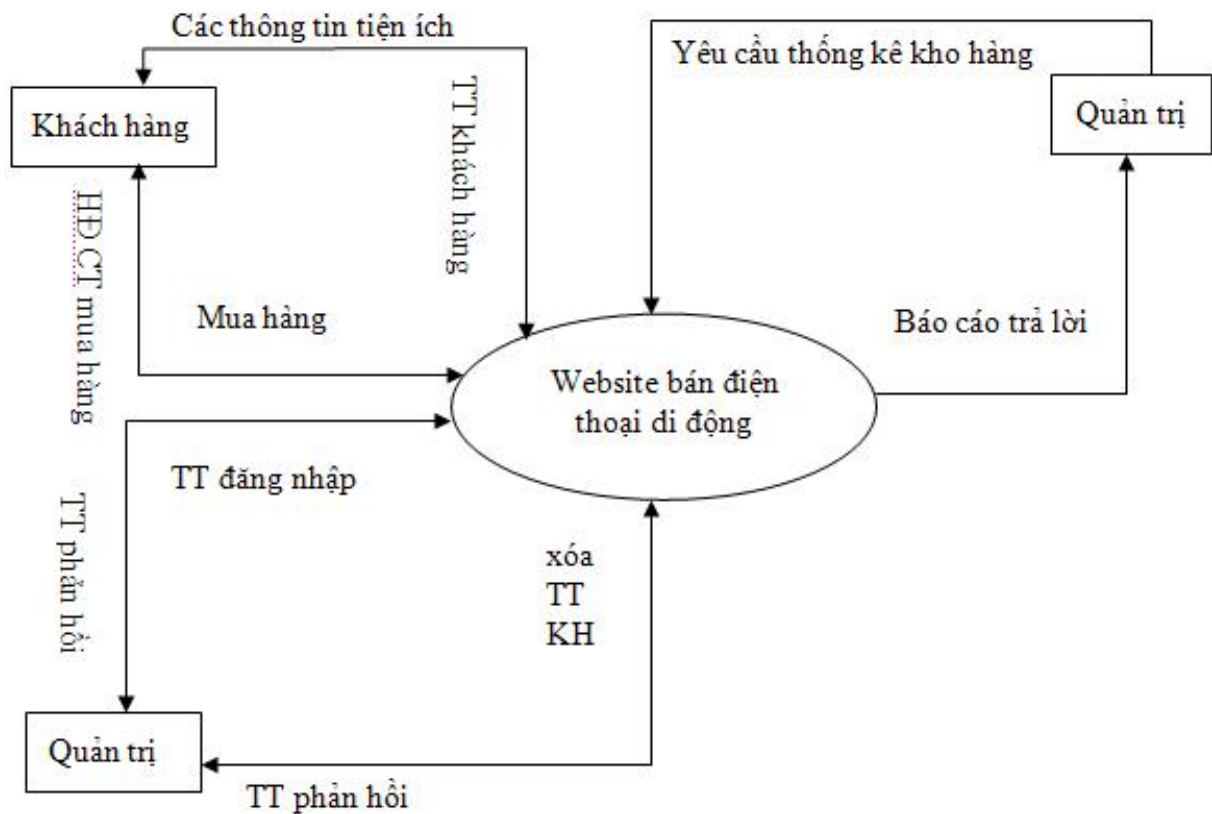 Các thông tin tiện ích
Yêu cầu thống kê kho hàng
Khách hàng
Quản trị
TT khách hàng
HĐ CT mua hàng
Mua hàng
Báo cáo trả lời
Website bán điện
thoại di động
TT đăng nhập
TT phản hồi
xóa
TT
KH
Quản trị
TT phản hồi